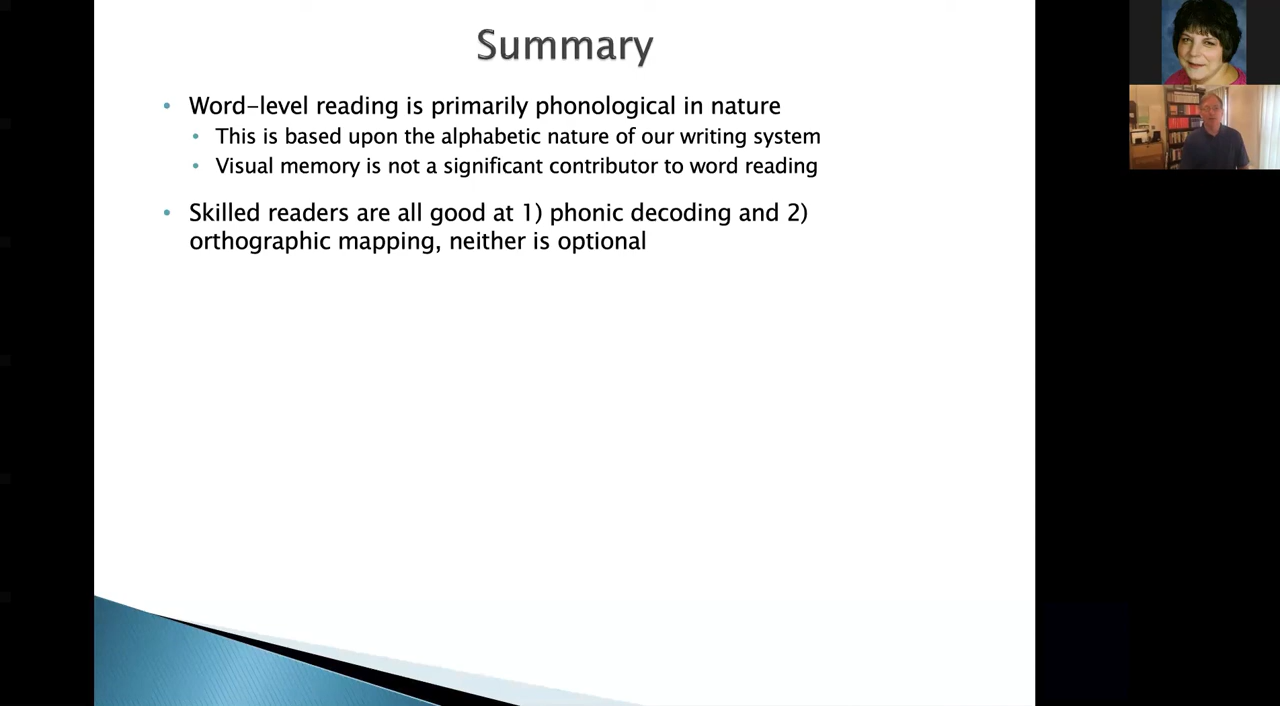 Summary
• Word-level reading is primarily phonological in nature
• This is based upon the alphabetic nature of our writing system
• Visual memory is not a significant contributor to word reading
• Skilled readers are all good at 1) phonic decoding and 2)
orthographic mapping, neither is optional